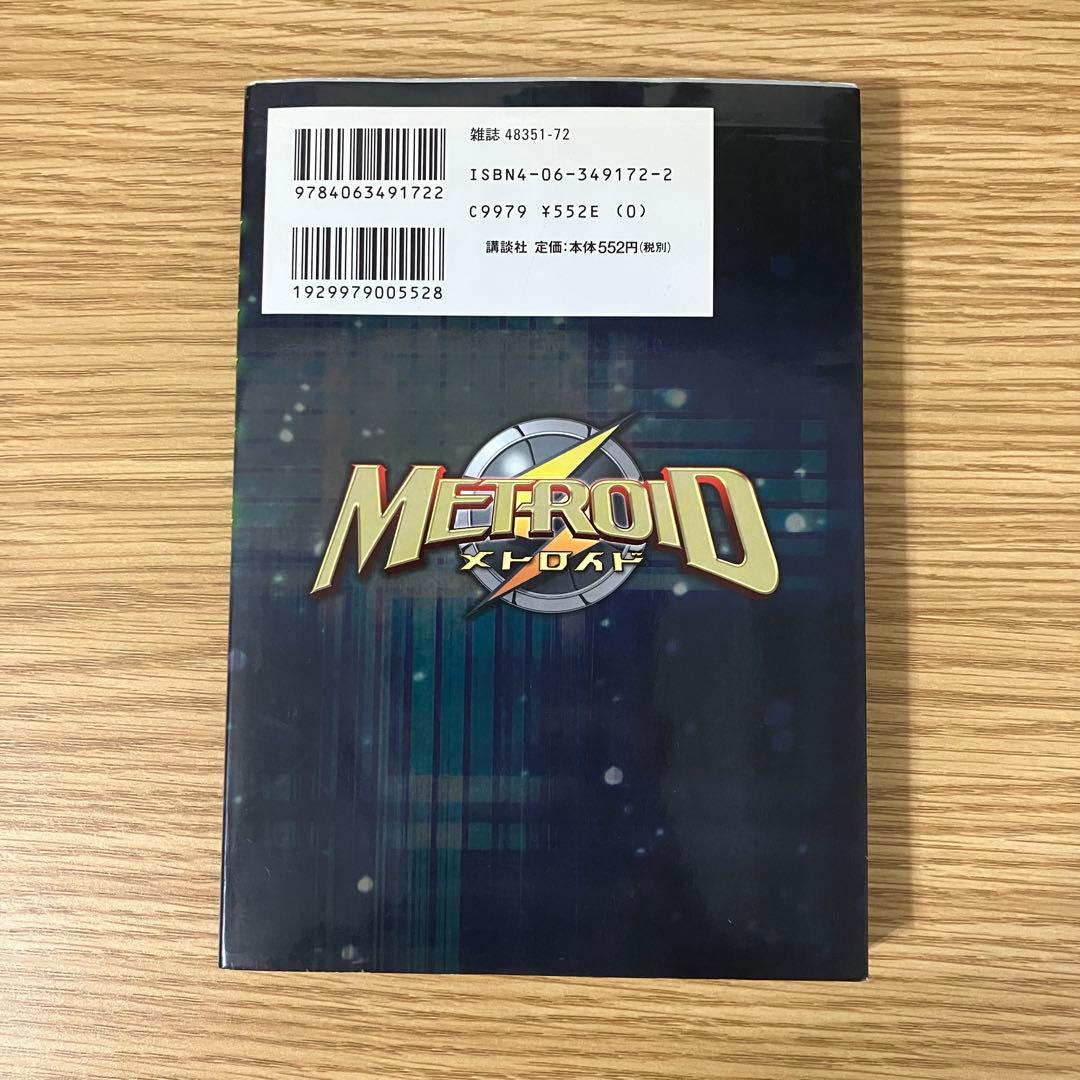 雑誌 48351-72
9784063491722
ISBN4-06-349172-2
C9979 ¥552E (0)
講談社 定価:本体552円(税別)
1929979005528
METROID
メトロイド